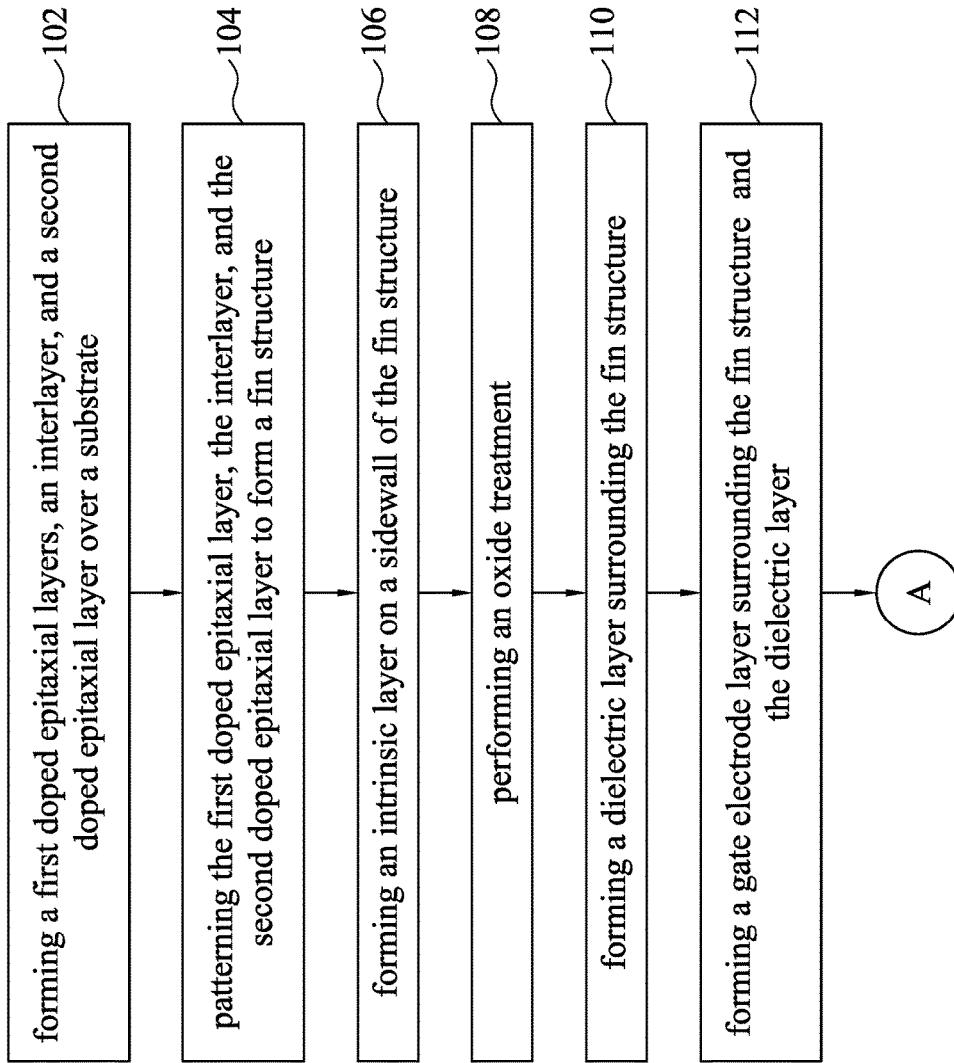 forming a first doped epitaxial layers, an interlayer, and a second
doped epitaxial layer over a substrate
102
patterning the first doped epitaxial layer, the interlayer, and the
second doped epitaxial layer to form a fin structure
104
forming an intrinsic layer on a sidewall of the fin structure
106
performing an oxide treatment
108
forming a dielectric layer surrounding the fin structure
110
forming a gate electrode layer surrounding the fin structure and
the dielectric layer
112
A